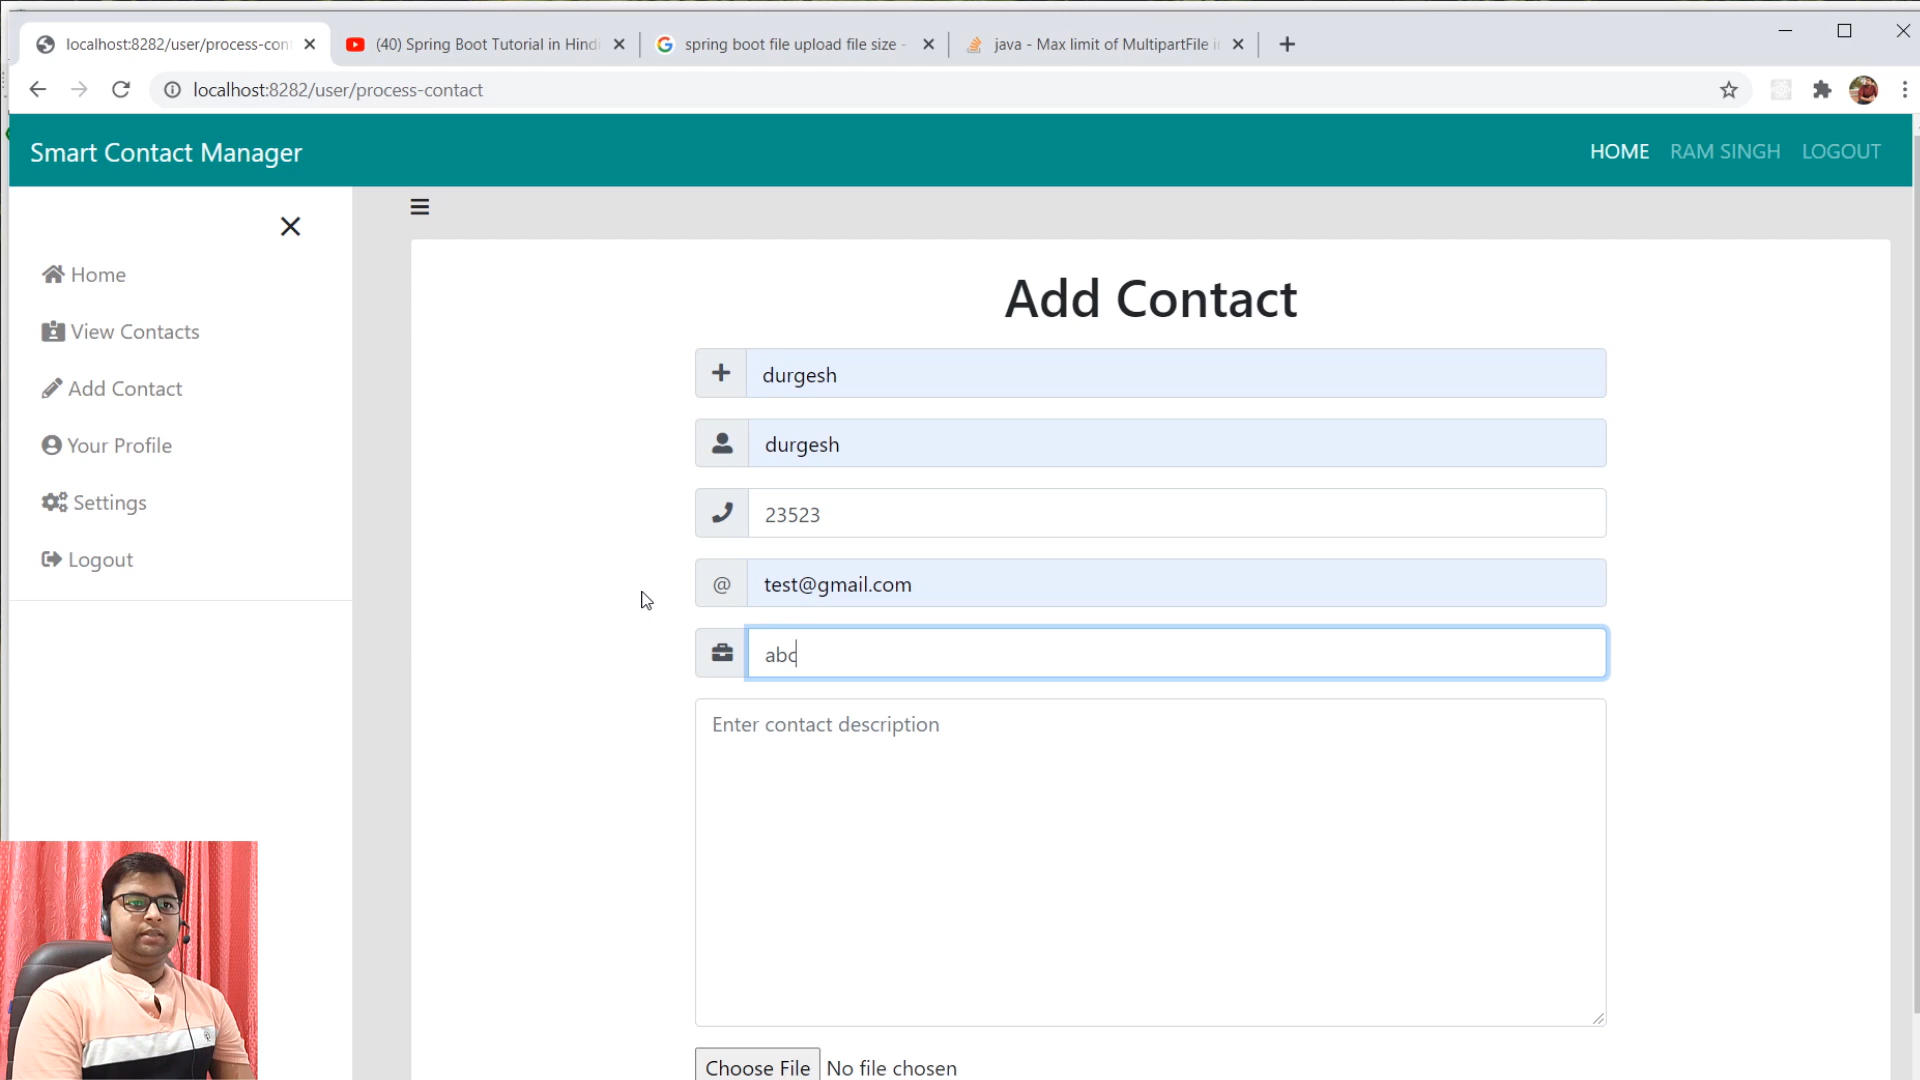 localhost:8282/user/process-cont
(40) Spring Boot Tutorial in Hindi
spring boot file upload file size -
java - Max limit of MultipartFile in
localhost:8282/user/process-contact
Smart Contact Manager
HOME
RAM SINGH
LOGOUT
Home
View Contacts
Add Contact
Your Profile
Settings
Logout
Add Contact
durgesh
durgesh
23523
@ test@gmail.com
abc
Enter contact description
Choose File No file chosen